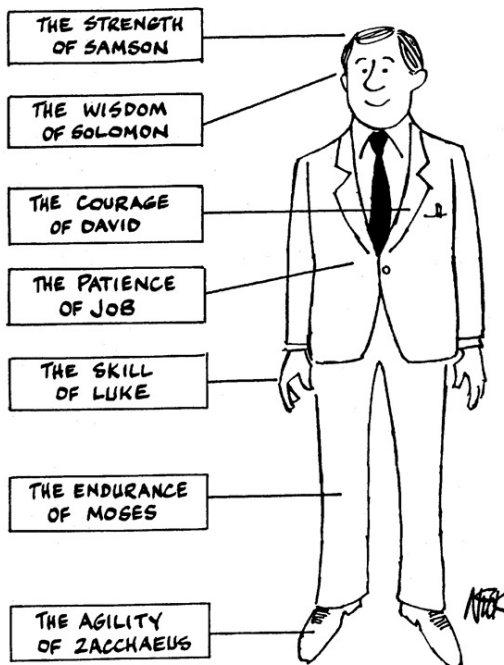 THE STRENGTH
OF SAMSON
THE WISDOM
OF SOLOMON
THE COURAGE
OF DAVID
THE PATIENCE
OF JOB
THE SKILL
OF LUKE
THE ENDURANCE
OF MOSES
THE AGILITY
OF ZACCHAEUS